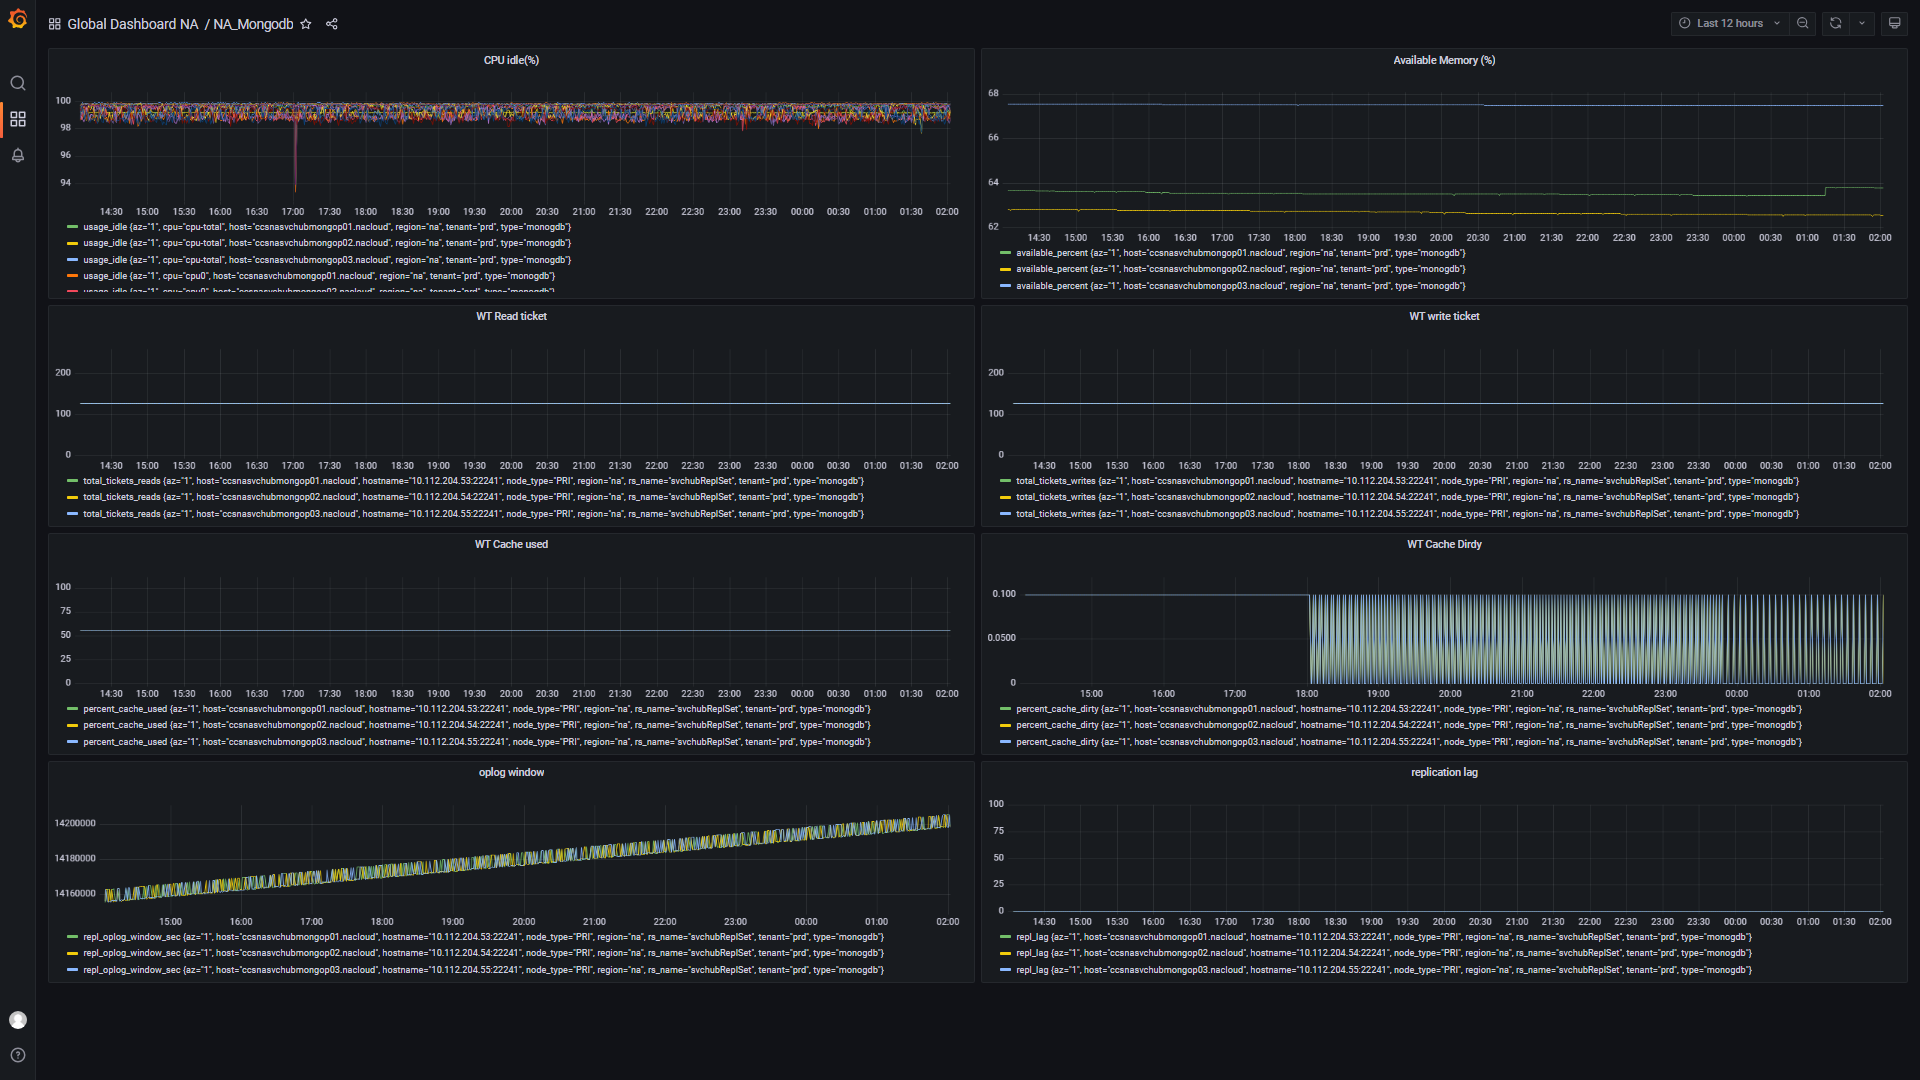 Global Dashboard NA / NA_Mongodb
Last 12 hours
CPU idle(%)
100
98
96
94
14:30 15:00 15:30 16:00 16:30 17:00 17:30 18:00 18:30 19:00 19:30 20:00 20:30 21:00 21:30 22:00 22:30 23:00 23:30 00:00 00:30 01:00 01:30 02:00
usage_idle {az="1", cpu="cpu-total", host="ccsnasvchubmongop01.nacloud", region="na", tenant="prd", type="monogdb"}
usage_idle {az="1", cpu="cpu-total", host="ccsnasvchubmongop02.nacloud", region="na", tenant="prd", type="monogdb"}
usage_idle {az="1", cpu="cpu-total", host="ccsnasvchubmongop03.nacloud", region="na", tenant="prd", type="monogdb"}
usage_idle {az="1", cpu="cpu0", host="ccsnasvchubmongop01.nacloud", region="na", tenant="prd", type="monogdb"}
usage_idle {az="1", cpu="cpu0", host="ccsnasvchubmongop02.nacloud", region="na", tenant="prd", type="monogdb"}
Available Memory (%)
68
66
64
62
14:30 15:00 15:30 16:00 16:30 17:00 17:30 18:00 18:30 19:00 19:30 20:00 20:30 21:00 21:30 22:00 22:30 23:00 23:30 00:00 00:30 01:00 01:30 02:00
available_percent {az="1", host="ccsnasvchubmongop01.nacloud", region="na", tenant="prd", type="monogdb"}
available_percent {az="1", host="ccsnasvchubmongop02.nacloud", region="na", tenant="prd", type="monogdb"}
available_percent {az="1", host="ccsnasvchubmongop03.nacloud", region="na", tenant="prd", type="monogdb"}
WT Read ticket
200
100
0
14:30 15:00 15:30 16:00 16:30 17:00 17:30 18:00 18:30 19:00 19:30 20:00 20:30 21:00 21:30 22:00 22:30 23:00 23:30 00:00 00:30 01:00 01:30 02:00
total_tickets_reads {az="1", host="ccsnasvchubmongop01.nacloud", hostname="10.112.204.53:22241", node_type="PRI", region="na", rs_name="svchubReplSet", tenant="prd", type="monogdb"}
total_tickets_reads {az="1", host="ccsnasvchubmongop02.nacloud", hostname="10.112.204.54:22241", node_type="PRI", region="na", rs_name="svchubReplSet", tenant="prd", type="monogdb"}
total_tickets_reads {az="1", host="ccsnasvchubmongop03.nacloud", hostname="10.112.204.55:22241", node_type="PRI", region="na", rs_name="svchubReplSet", tenant="prd", type="monogdb"}
WT write ticket
200
100
0
14:30 15:00 15:30 16:00 16:30 17:00 17:30 18:00 18:30 19:00 19:30 20:00 20:30 21:00 21:30 22:00 22:30 23:00 23:30 00:00 00:30 01:00 01:30 02:00
total_tickets_writes {az="1", host="ccsnasvchubmongop01.nacloud", hostname="10.112.204.53:22241", node_type="PRI", region="na", rs_name="svchubReplSet", tenant="prd", type="monogdb"}
total_tickets_writes {az="1", host="ccsnasvchubmongop02.nacloud", hostname="10.112.204.54:22241", node_type="PRI", region="na", rs_name="svchubReplSet", tenant="prd", type="monogdb"}
total_tickets_writes {az="1", host="ccsnasvchubmongop03.nacloud", hostname="10.112.204.55:22241", node_type="PRI", region="na", rs_name="svchubReplSet", tenant="prd", type="monogdb"}
WT Cache used
100
75
50
25
0
14:30 15:00 15:30 16:00 16:30 17:00 17:30 18:00 18:30 19:00 19:30 20:00 20:30 21:00 21:30 22:00 22:30 23:00 23:30 00:00 00:30 01:00 01:30 02:00
percent_cache_used {az="1", host="ccsnasvchubmongop01.nacloud", hostname="10.112.204.53:22241", node_type="PRI", region="na", rs_name="svchubReplSet", tenant="prd", type="monogdb"}
percent_cache_used {az="1", host="ccsnasvchubmongop02.nacloud", hostname="10.112.204.54:22241", node_type="PRI", region="na", rs_name="svchubReplSet", tenant="prd", type="monogdb"}
percent_cache_used {az="1", host="ccsnasvchubmongop03.nacloud", hostname="10.112.204.55:22241", node_type="PRI", region="na", rs_name="svchubReplSet", tenant="prd", type="monogdb"}
WT Cache Dirdy
0.100
0.0500
0
15:00 16:00 17:00 18:00 19:00 20:00 21:00 22:00 23:00 00:00 01:00 02:00
percent_cache_dirty {az="1", host="ccsnasvchubmongop01.nacloud", hostname="10.112.204.53:22241", node_type="PRI", region="na", rs_name="svchubReplSet", tenant="prd", type="monogdb"}
percent_cache_dirty {az="1", host="ccsnasvchubmongop02.nacloud", hostname="10.112.204.54:22241", node_type="PRI", region="na", rs_name="svchubReplSet", tenant="prd", type="monogdb"}
percent_cache_dirty {az="1", host="ccsnasvchubmongop03.nacloud", hostname="10.112.204.55:22241", node_type="PRI", region="na", rs_name="svchubReplSet", tenant="prd", type="monogdb"}
oplog window
14200000
14180000
14160000
15:00 16:00 17:00 18:00 19:00 20:00 21:00 22:00 23:00 00:00 01:00 02:00
repl_oplog_window_sec {az="1", host="ccsnasvchubmongop01.nacloud", hostname="10.112.204.53:22241", node_type="PRI", region="na", rs_name="svchubReplSet", tenant="prd", type="monogdb"}
repl_oplog_window_sec {az="1", host="ccsnasvchubmongop02.nacloud", hostname="10.112.204.54:22241", node_type="PRI", region="na", rs_name="svchubReplSet", tenant="prd", type="monogdb"}
repl_oplog_window_sec {az="1", host="ccsnasvchubmongop03.nacloud", hostname="10.112.204.55:22241", node_type="PRI", region="na", rs_name="svchubReplSet", tenant="prd", type="monogdb"}
replication lag
100
75
50
25
0
14:30 15:00 15:30 16:00 16:30 17:00 17:30 18:00 18:30 19:00 19:30 20:00 20:30 21:00 21:30 22:00 22:30 23:00 23:30 00:00 00:30 01:00 01:30 02:00
repl_lag {az="1", host="ccsnasvchubmongop01.nacloud", hostname="10.112.204.53:22241", node_type="PRI", region="na", rs_name="svchubReplSet", tenant="prd", type="monogdb"}
repl_lag {az="1", host="ccsnasvchubmongop02.nacloud", hostname="10.112.204.54:22241", node_type="PRI", region="na", rs_name="svchubReplSet", tenant="prd", type="monogdb"}
repl_lag {az="1", host="ccsnasvchubmongop03.nacloud", hostname="10.112.204.55:22241", node_type="PRI", region="na", rs_name="svchubReplSet", tenant="prd", type="monogdb"}